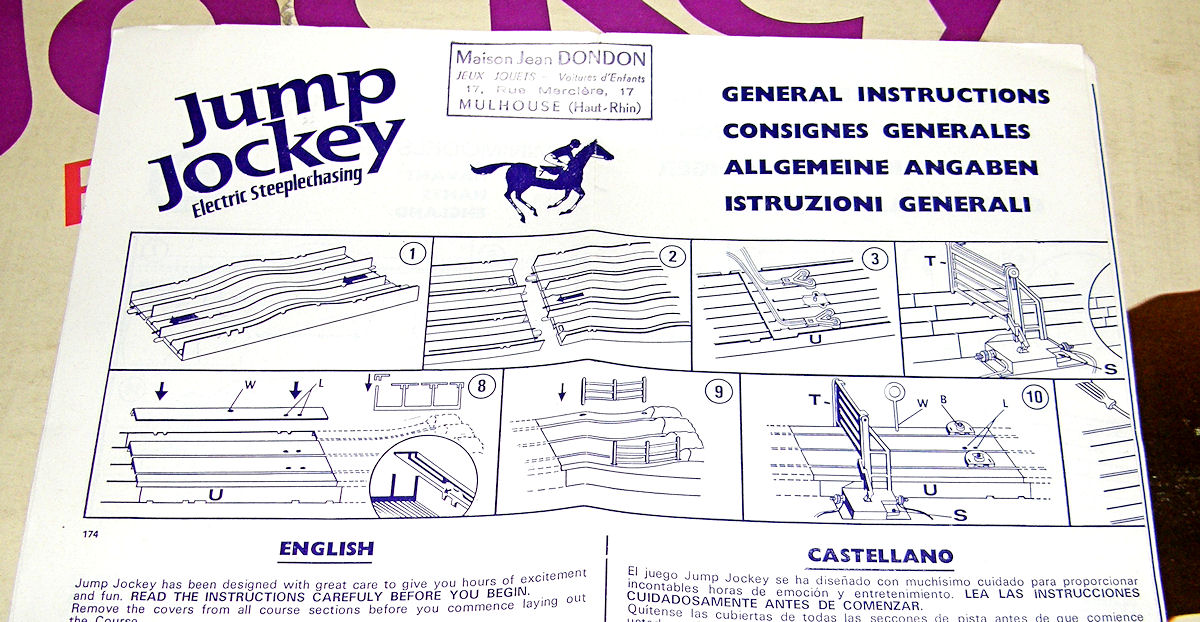 Jump
Jockey
Electric Steeplechasing
Maison Jean DONDON
JEUX JOUETS - Voitures d'Enfants
17, Rue Mercière, 17
MULHOUSE (Haut-Rhin)
GENERAL INSTRUCTIONS
CONSIGNES GENERALES
ALLGEMEINE ANGABEN
ISTRUZIONI GENERALI
1
2
3
U
T-
S
W
L
8
U
9
T-
W
B
L
10
U
S
174
ENGLISH
Jump Jockey has been designed with great care to give you hours of excitement
and fun. READ THE INSTRUCTIONS CAREFULY BEFORE YOU BEGIN.
Remove the covers from all course sections before you commence laying out
the Course.
CASTELLANO
El juego Jump Jockey se ha diseñado con muchisimo cuidado para proporcionar
incontables horas de emoción y entretenimiento. LEA LAS INSTRUCCIONES
CUIDADOSAMENTE ANTES DE COMENZAR.
Quítense las cubiertas de todas las seccones de pista antes de que comience